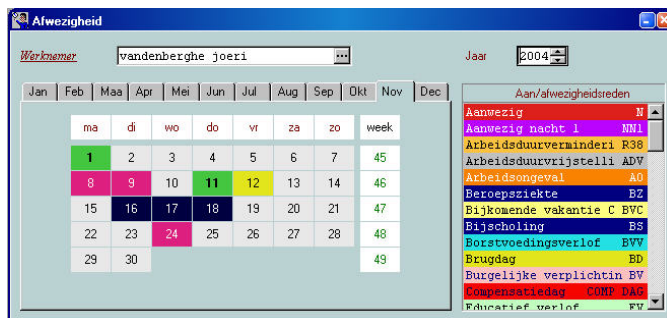 Afwezigheid
Werknemer vandenberghe joeri ... Jaar 2004
Jan Feb Maa Apr Mei Jun Jul Aug Sep Okt Nov Dec
ma di wo do vr za zo week
1 2 3 4 5 6 7 45
8 9 10 11 12 13 14 46
15 16 17 18 19 20 21 47
22 23 24 25 26 27 28 48
29 30 49
Aan/afwezigheidsreden
Aanwezig N
Aanwezig nacht 1 NN1
Arbeidsduurverminderi R38
Arbeidsduurvrijstelli ADV
Arbeidsongeval AO
Beroepsziekte BZ
Bijkomende vakantie C BVC
Bijscholing BS
Borstvoedingsverlof BVV
Brugdag BD
Burgelijke verplichtin BV
Compensatiedag COMP DAG
Educatief verlof EV